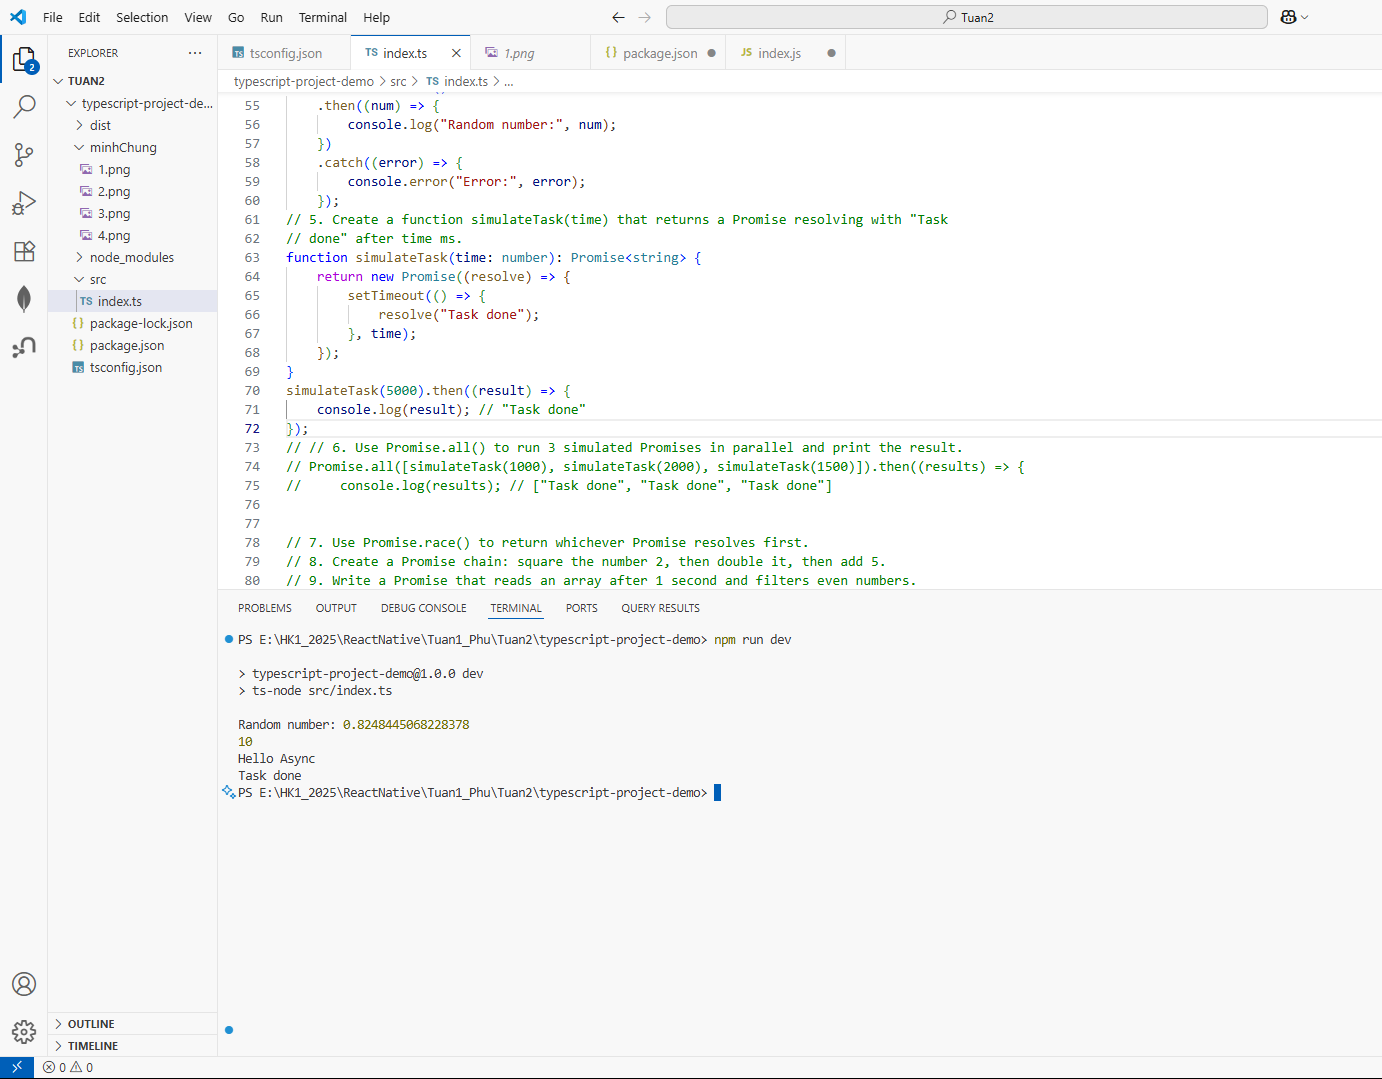 File Edit Selection View Go Run Terminal Help
Tuan2
EXPLORER
TUAN2
typescript-project-de...
dist
minhChung
1.png
2.png
3.png
4.png
node_modules
src
TS index.ts
package-lock.json
package.json
TS tsconfig.json
OUTLINE
TIMELINE
2
TS tsconfig.json
TS index.ts
1.png
{} package.json
JS index.js
typescript-project-demo > src > TS index.ts > ...
55 .then((num) => {
56 console.log("Random number:", num);
57 })
58 .catch((error) => {
59 console.error("Error:", error);
60 });
61 // 5. Create a function simulateTask(time) that returns a Promise resolving with "Task
62 // done" after time ms.
63 function simulateTask(time: number): Promise<string> {
64 return new Promise((resolve) => {
65 setTimeout(() => {
66 resolve("Task done");
67 }, time);
68 });
69 }
70 simulateTask(5000).then((result) => {
71 console.log(result); // "Task done"
72 });
73 // // 6. Use Promise.all() to run 3 simulated Promises in parallel and print the result.
74 // Promise.all([simulateTask(1000), simulateTask(2000), simulateTask(1500)]).then((results) => {
75 //     console.log(results); // ["Task done", "Task done", "Task done"]
76
77
78 // 7. Use Promise.race() to return whichever Promise resolves first.
79 // 8. Create a Promise chain: square the number 2, then double it, then add 5.
80 // 9. Write a Promise that reads an array after 1 second and filters even numbers.
PROBLEMS OUTPUT DEBUG CONSOLE TERMINAL PORTS QUERY RESULTS
PS E:\HK1_2025\ReactNative\Tuan1_Phu\Tuan2\typescript-project-demo> npm run dev
> typescript-project-demo@1.0.0 dev
> ts-node src/index.ts
Random number: 0.8248445068228378
10
Hello Async
Task done
PS E:\HK1_2025\ReactNative\Tuan1_Phu\Tuan2\typescript-project-demo>
0 0